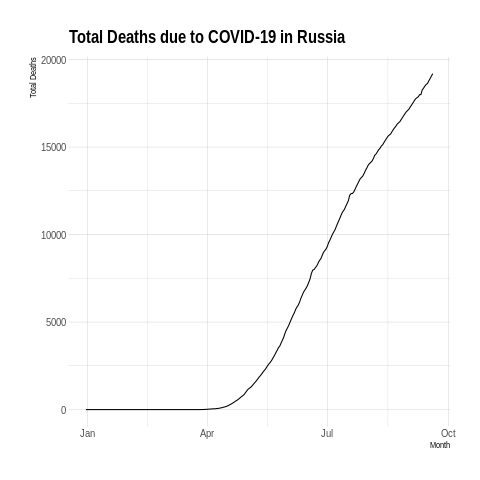 Total Deaths due to COVID-19 in Russia
Total Deaths
20000
15000
10000
5000
0
Jan Apr Jul Oct
Month